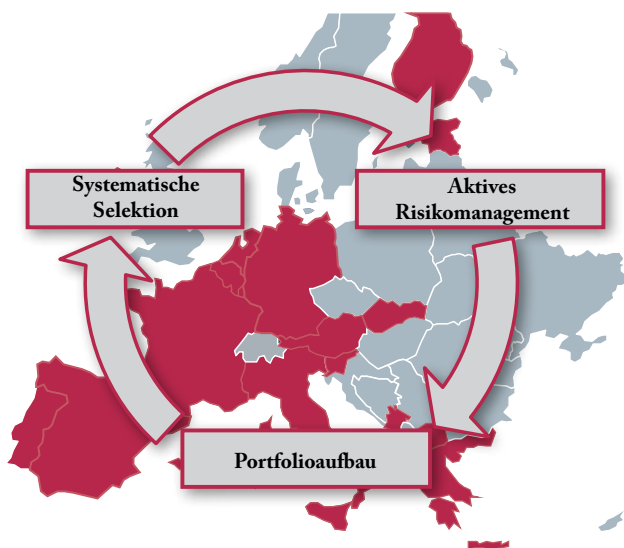 Systematische
Selektion
Aktives
Risikomanagement
Portfolioaufbau